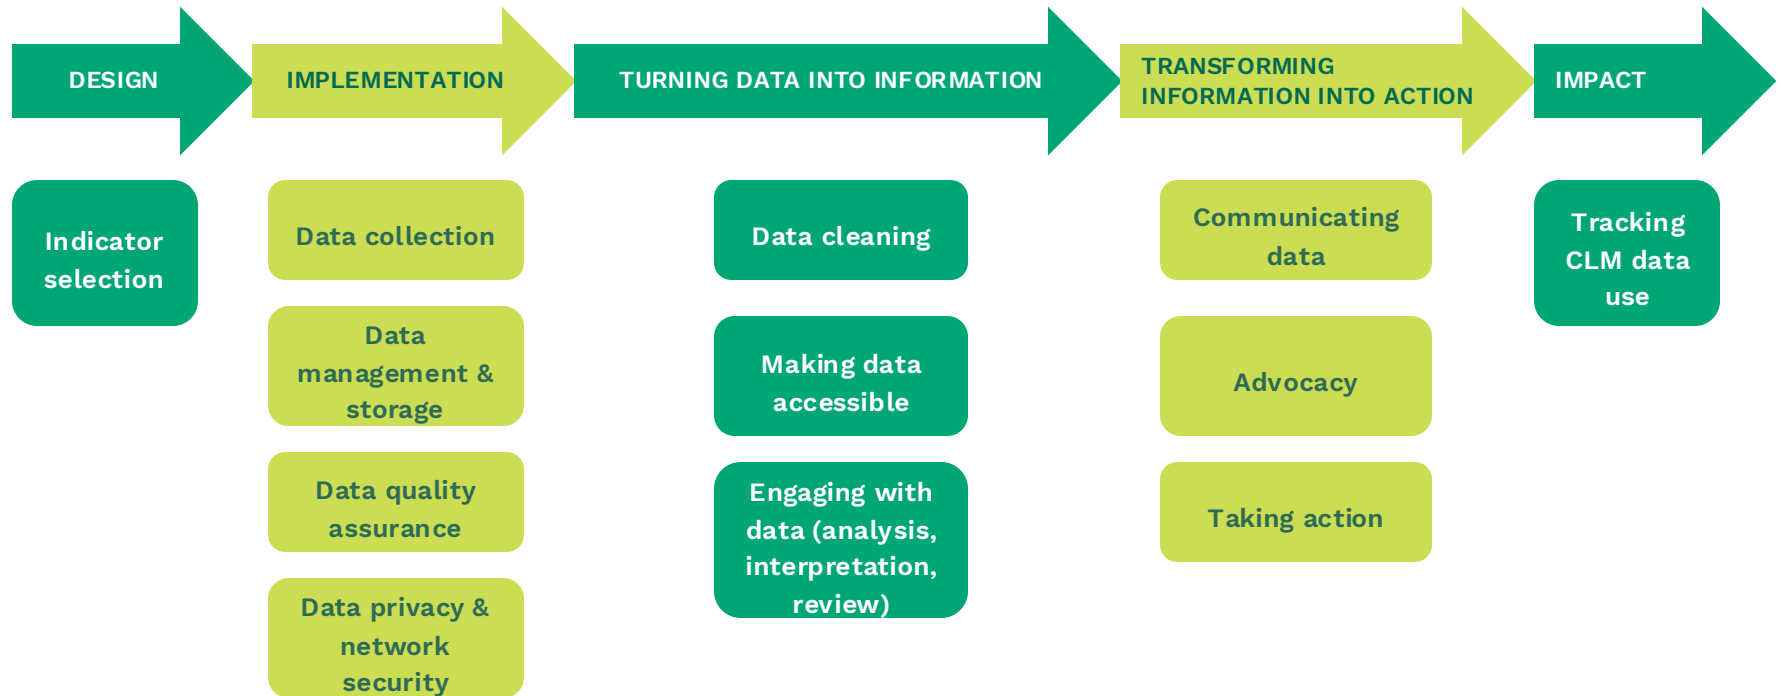 DESIGN
IMPLEMENTATION
TURNING DATA INTO INFORMATION
TRANSFORMING
INFORMATION INTO ACTION
IMPACT
Indicator
selection
Data collection
Data
management &
storage
Data quality
assurance
Data privacy &
network
security
Data cleaning
Making data
accessible
Engaging with
data (analysis,
interpretation,
review)
Communicating
data
Advocacy
Taking action
Tracking
CLM data
use